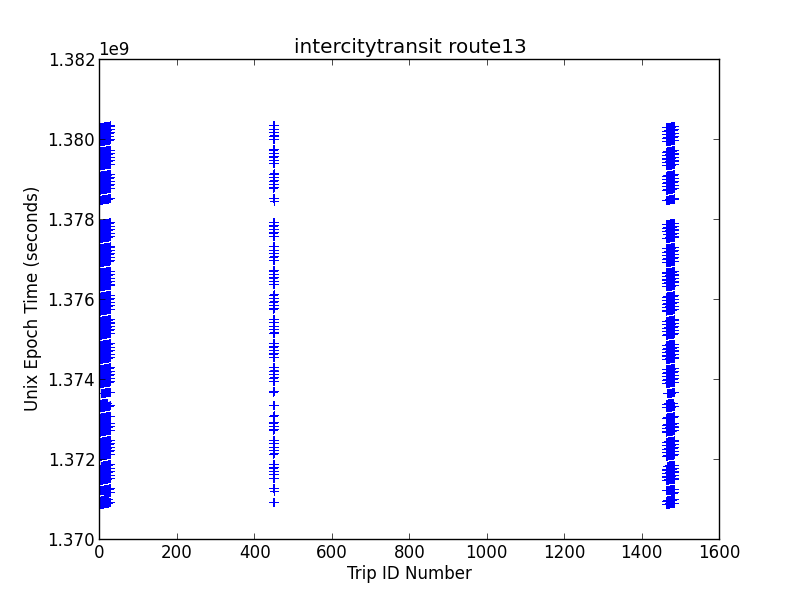 intercitytransit route13
1e9
1.382
1.380
1.378
1.376
1.374
1.372
1.370
Unix Epoch Time (seconds)
0 200 400 600 800 1000 1200 1400 1600
Trip ID Number